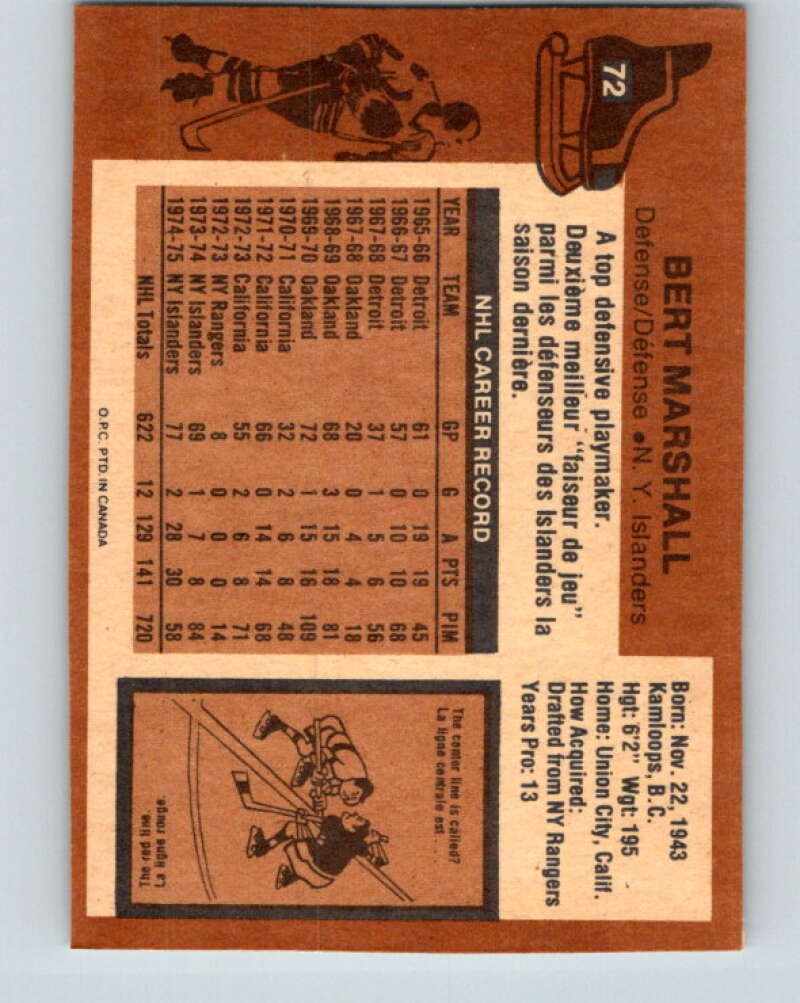 72
BERT MARSHALL
Defense/Défense • N. Y. Islanders
A top defensive playmaker.
Deuxième meilleur "faiseur de jeu"
parmi les défenseurs des Islanders la
saison dernière.
Born: Nov. 22, 1943
Kamloops, B.C.
Hgt: 6'2" Wgt: 195
Home: Union City, Calif.
How Acquired:
Drafted from NY Rangers
Years Pro: 13
NHL CAREER RECORD
YEAR TEAM GP G A PTS PIM
1965-66 Detroit 61 0 19 19 45
1966-67 Detroit 57 0 10 10 68
1967-68 Detroit 37 1 5 6 56
1967-68 Oakland 20 0 4 4 18
1968-69 Oakland 68 3 15 18 81
1969-70 Oakland 72 1 15 16 109
1970-71 California 32 2 6 8 48
1971-72 California 66 0 14 14 68
1972-73 California 55 2 6 8 71
1972-73 NY Rangers 8 0 0 0 14
1973-74 NY Islanders 69 1 7 8 84
1974-75 NY Islanders 77 2 28 30 58
NHL Totals 622 12 129 141 720
O.P.C. PTD. IN CANADA
The center line is called?
La ligne centrale est . . .
The red line.
La ligne rouge.